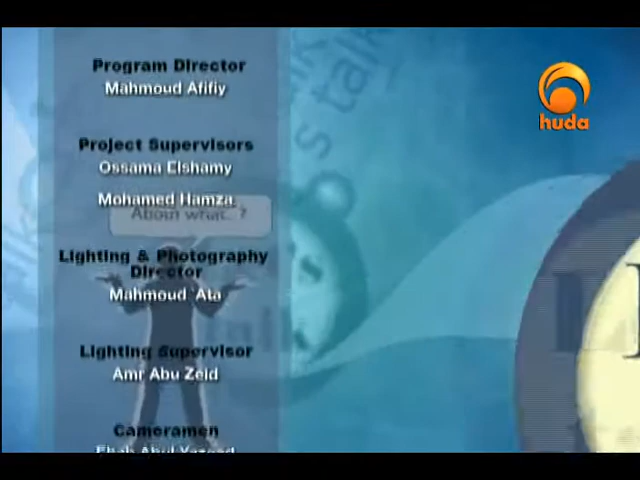 Program Director
Mahmoud Afifiy
huda
Project Supervisors
Ossama Elshamy
Mohamed Hamza
About what..?
Lighting & Photography
Director
Mahmoud 'Ata
Lighting Supervisor
Amr Abu Zeid
Cameramen
s talk